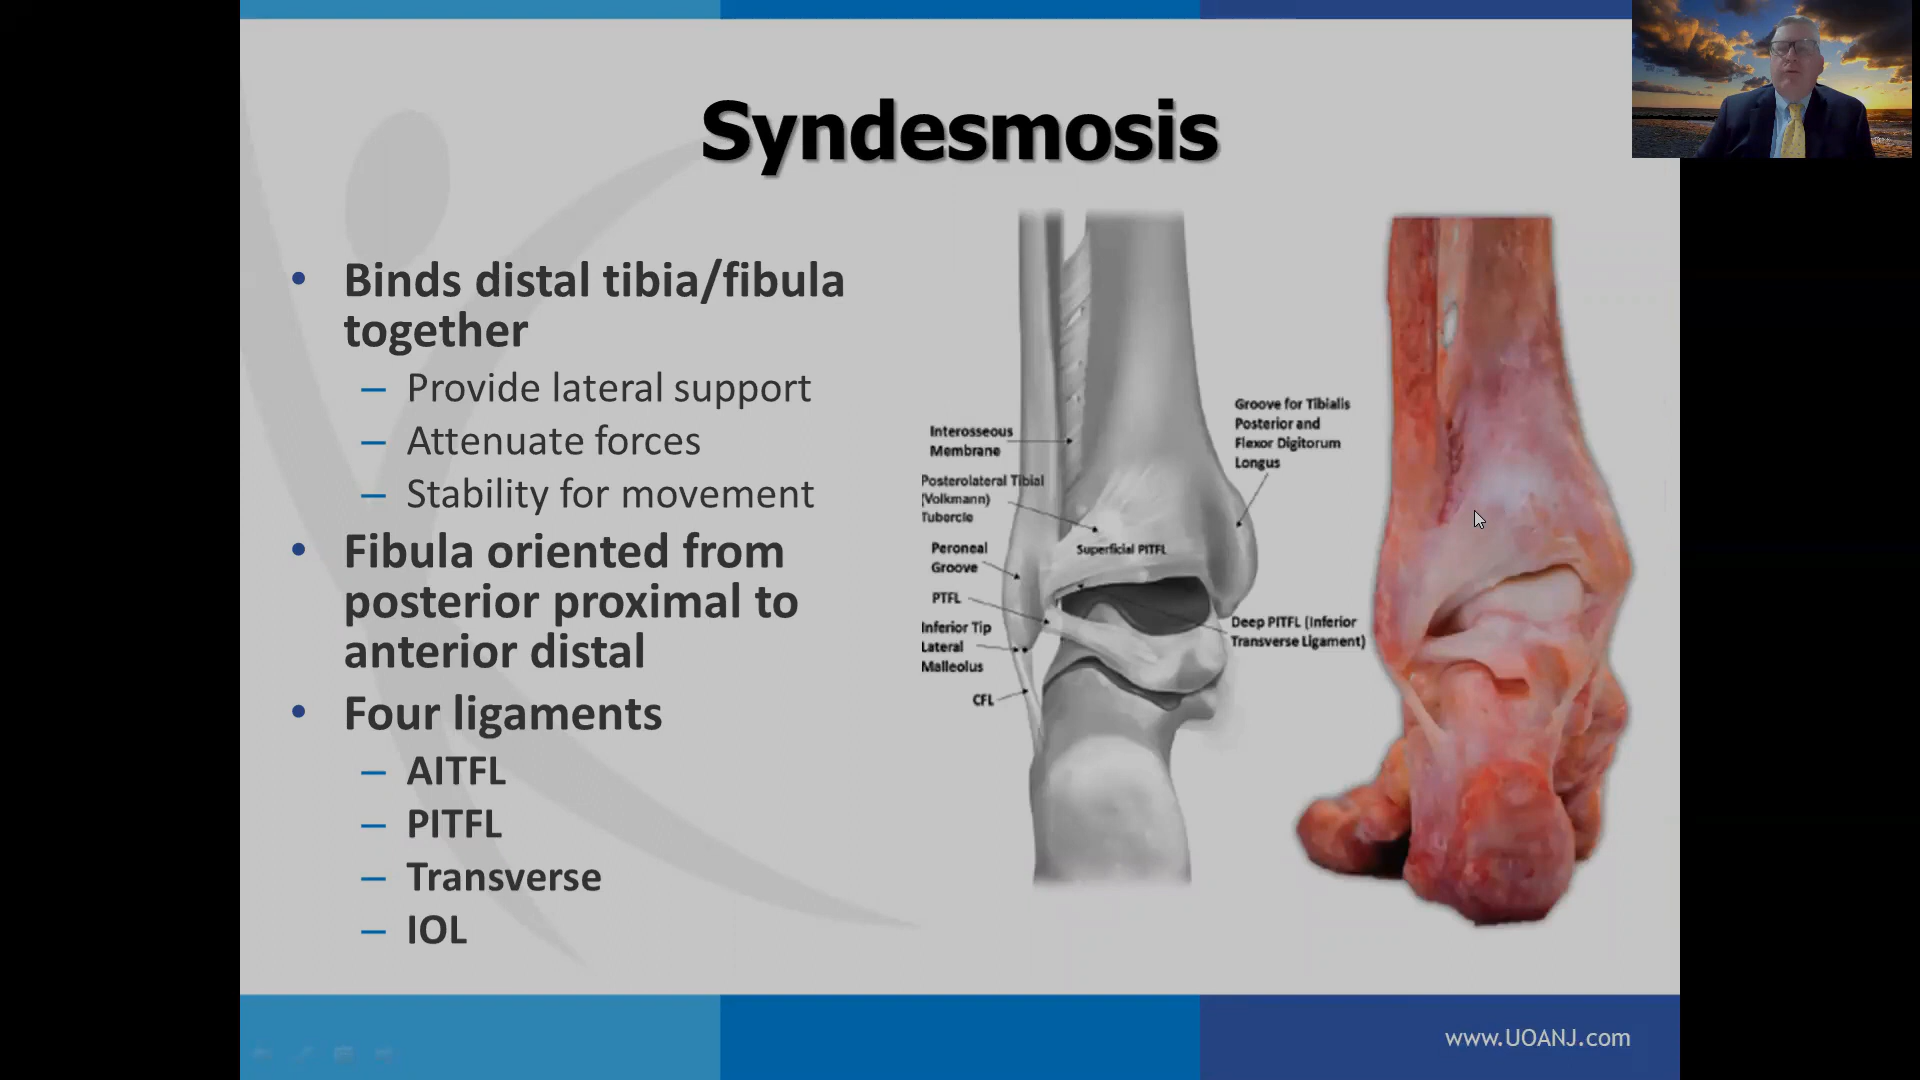 Syndesmosis
• Binds distal tibia/fibula
together
– Provide lateral support
– Attenuate forces
– Stability for movement
• Fibula oriented from
posterior proximal to
anterior distal
• Four ligaments
– AITFL
– PITFL
– Transverse
– IOL
Interosseous
Membrane
Posterolateral Tibial
(Volkmann)
Tubercle
Peroneal
Groove
PTFL
Inferior Tip
Lateral
Malleolus
CFL
Superficial PITFL
Groove for Tibialis
Posterior and
Flexor Digitorum
Longus
Deep PITFL (Inferior
Transverse Ligament)
www.UOANJ.com